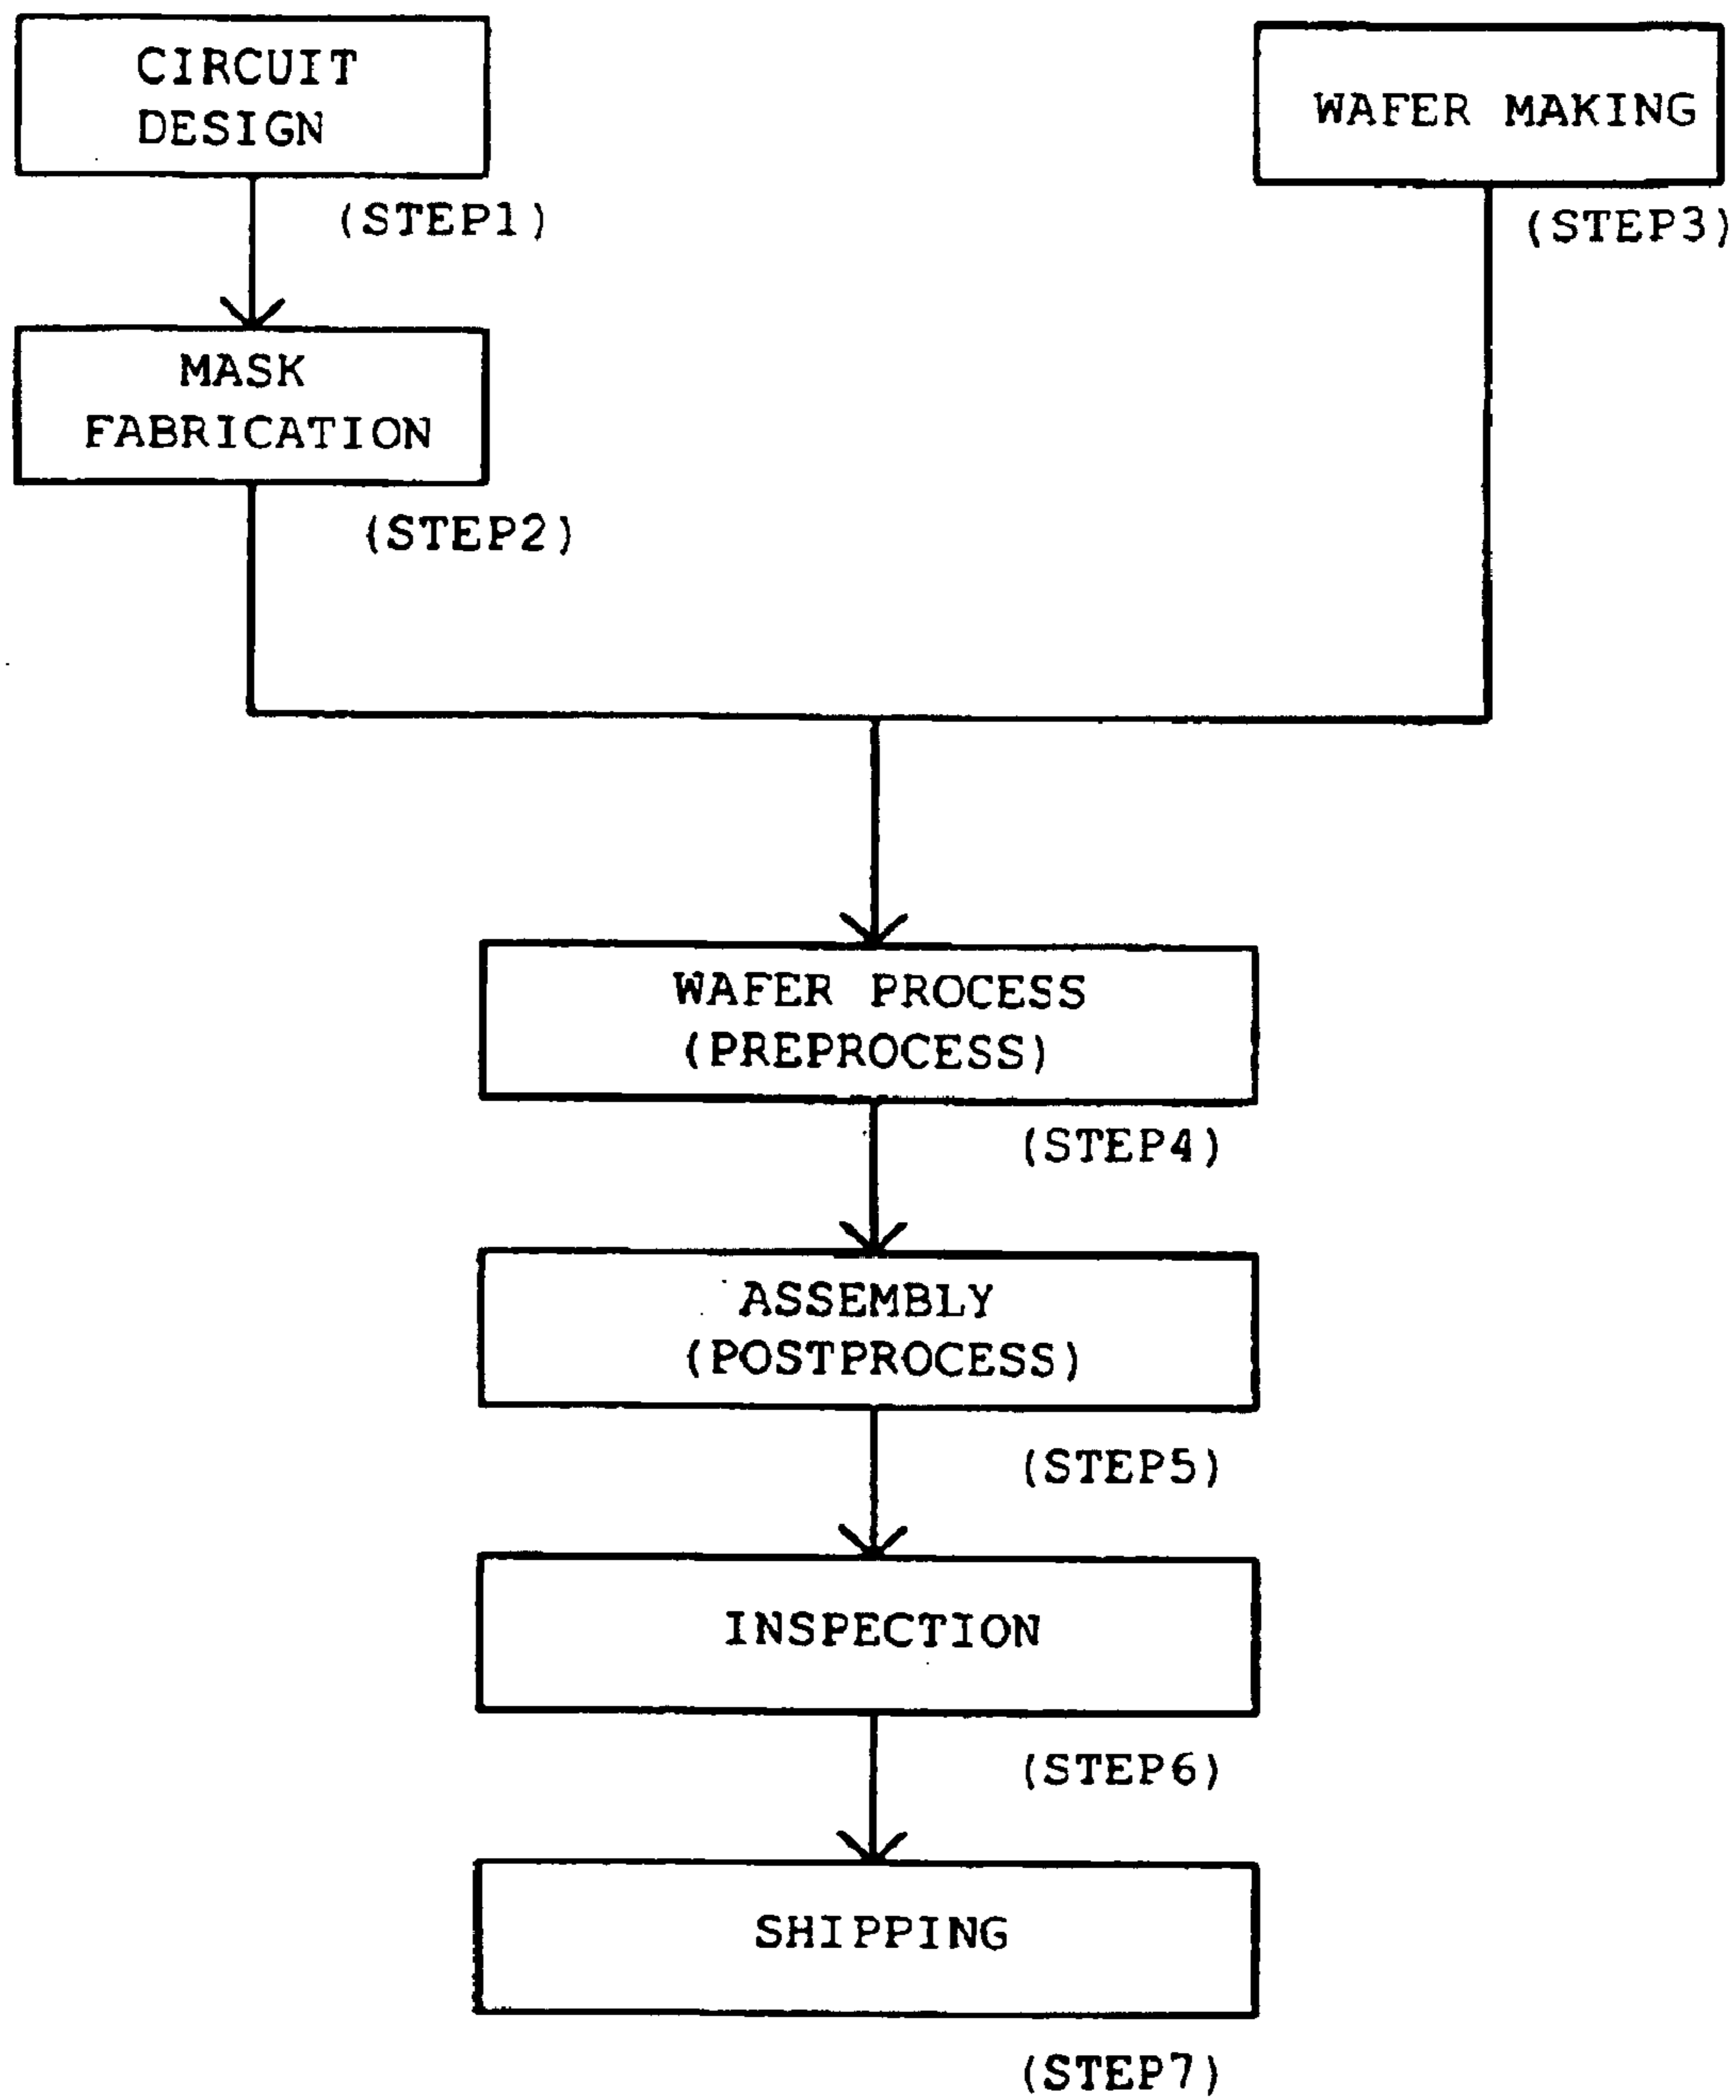 CIRCUIT
DESIGN
(STEP1)
WAFER MAKING
(STEP3)
MASK
FABRICATION
(STEP2)
WAFER PROCESS
(PREPROCESS)
(STEP4)
ASSEMBLY
(POSTPROCESS)
(STEP5)
INSPECTION
(STEP6)
SHIPPING
(STEP7)